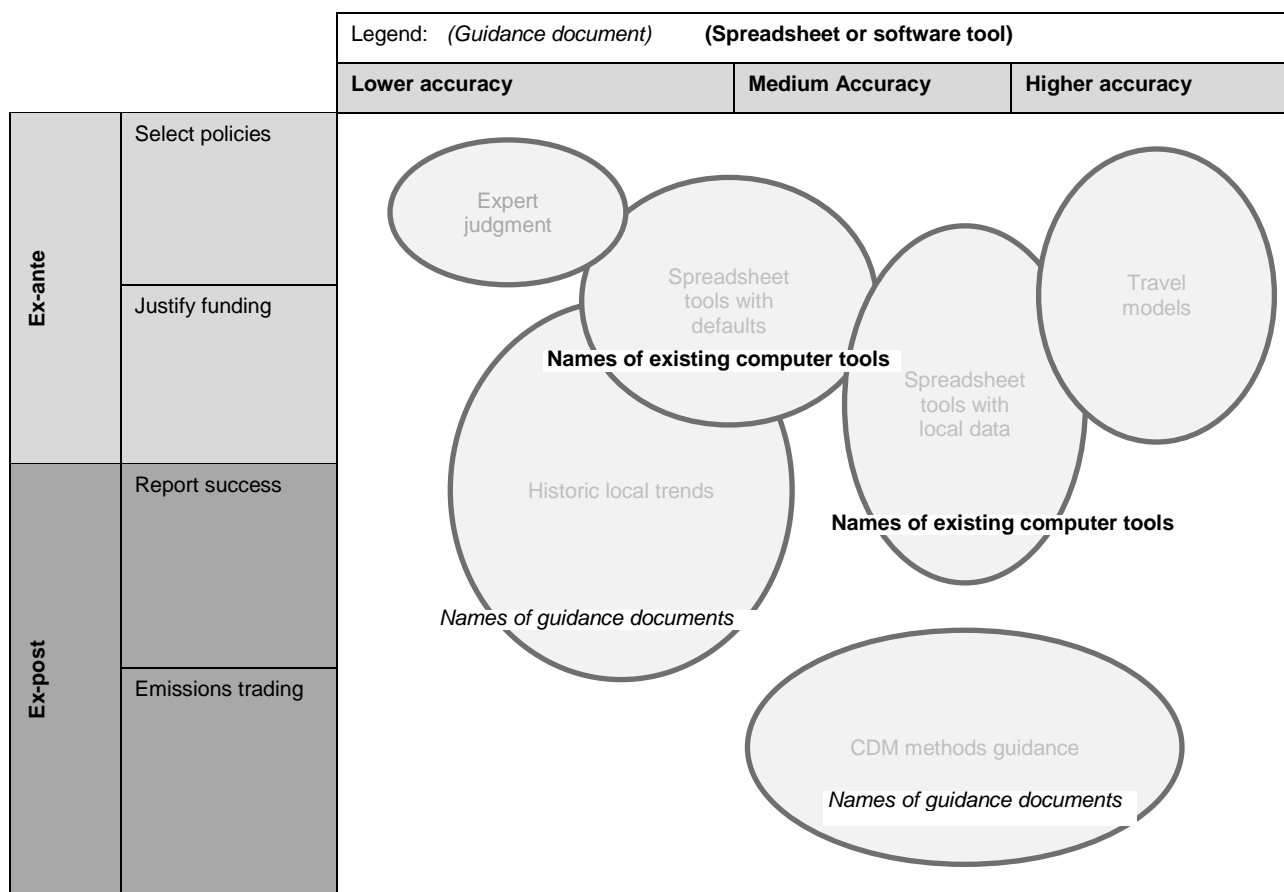 Legend: (Guidance document) (Spreadsheet or software tool)
Lower accuracy Medium Accuracy Higher accuracy
Ex-ante
Select policies
Expert
judgment
Spreadsheet
tools with
defaults
Travel
models
Justify funding
Names of existing computer tools
Spreadsheet
tools with
local data
Ex-post
Report success
Historic local trends
Names of existing computer tools
Names of guidance documents
Emissions trading
CDM methods guidance
Names of guidance documents